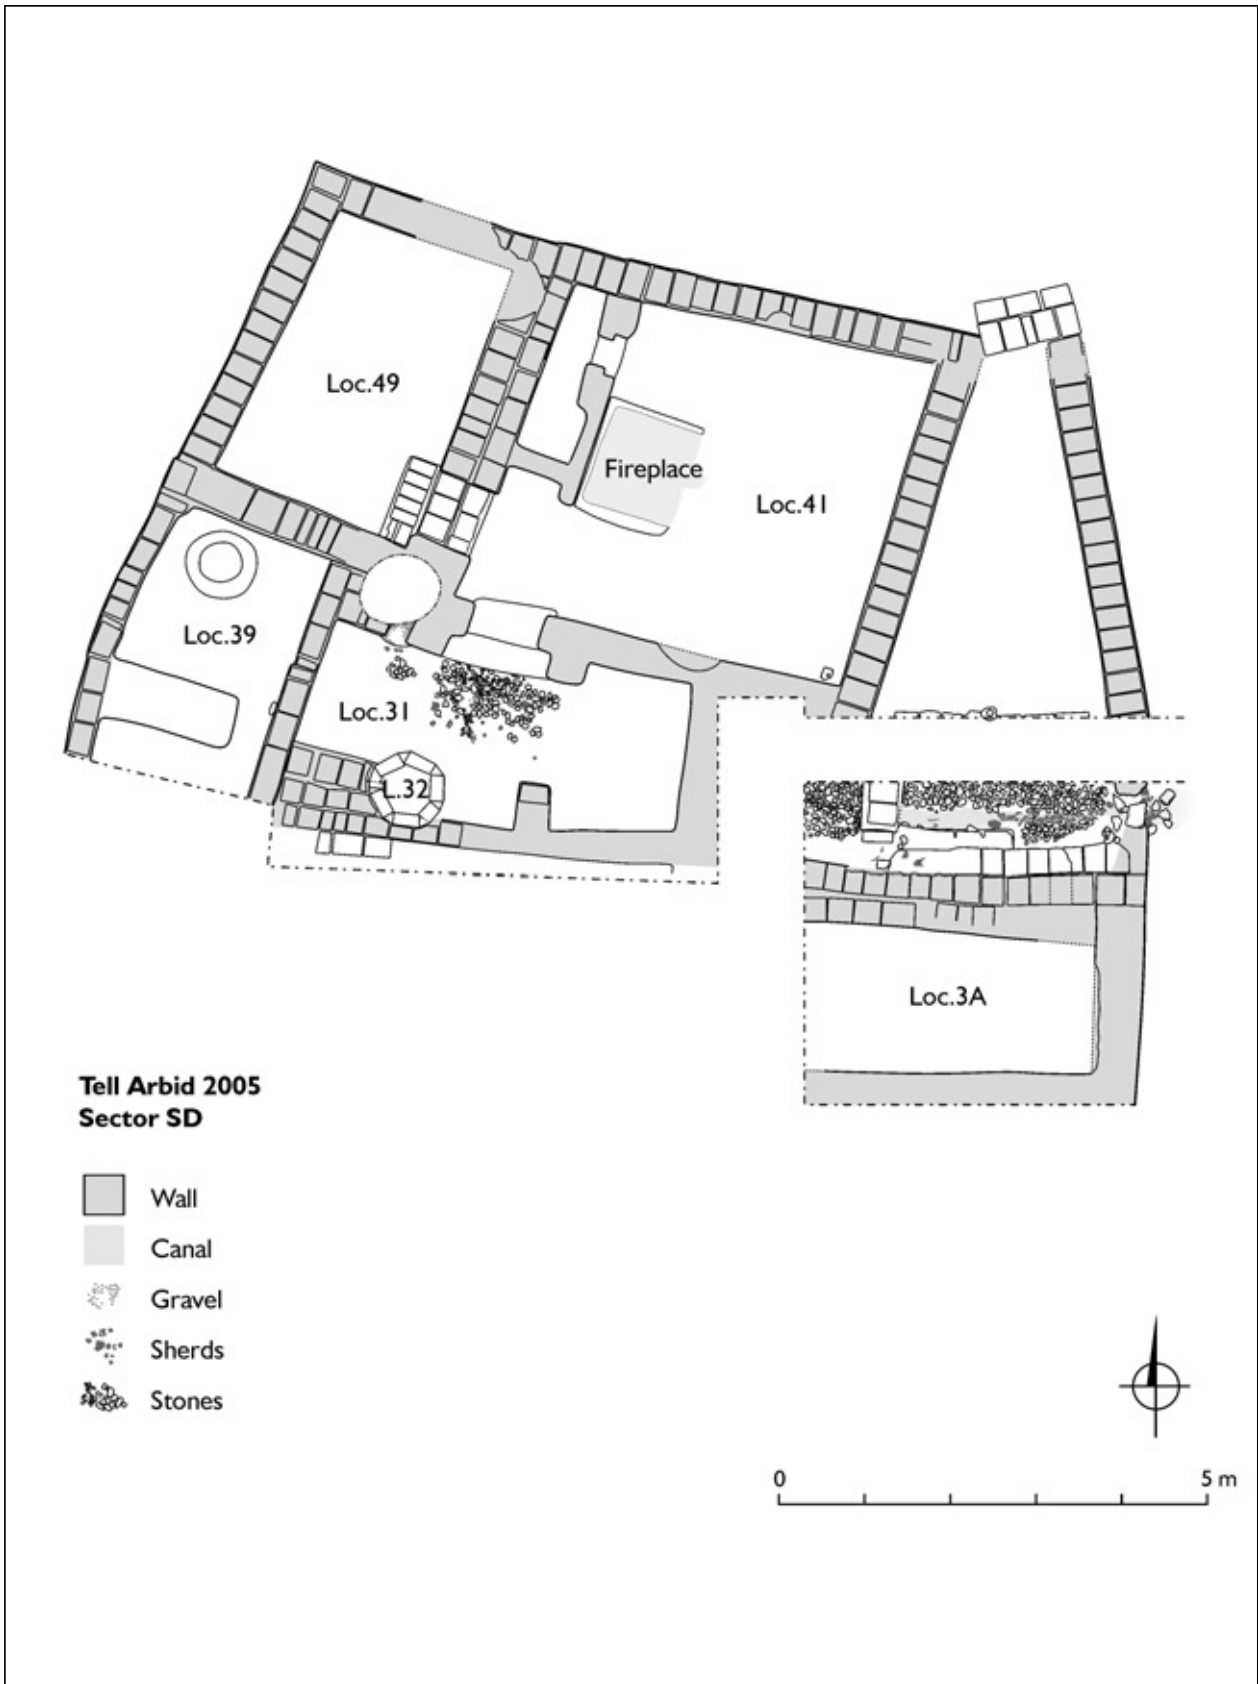 Loc.49
Fireplace
Loc.41
Loc.39
Loc.31
L.32
Loc.3A
Tell Arbid 2005
Sector SD
Wall
Canal
Gravel
Sherds
Stones
0 5 m